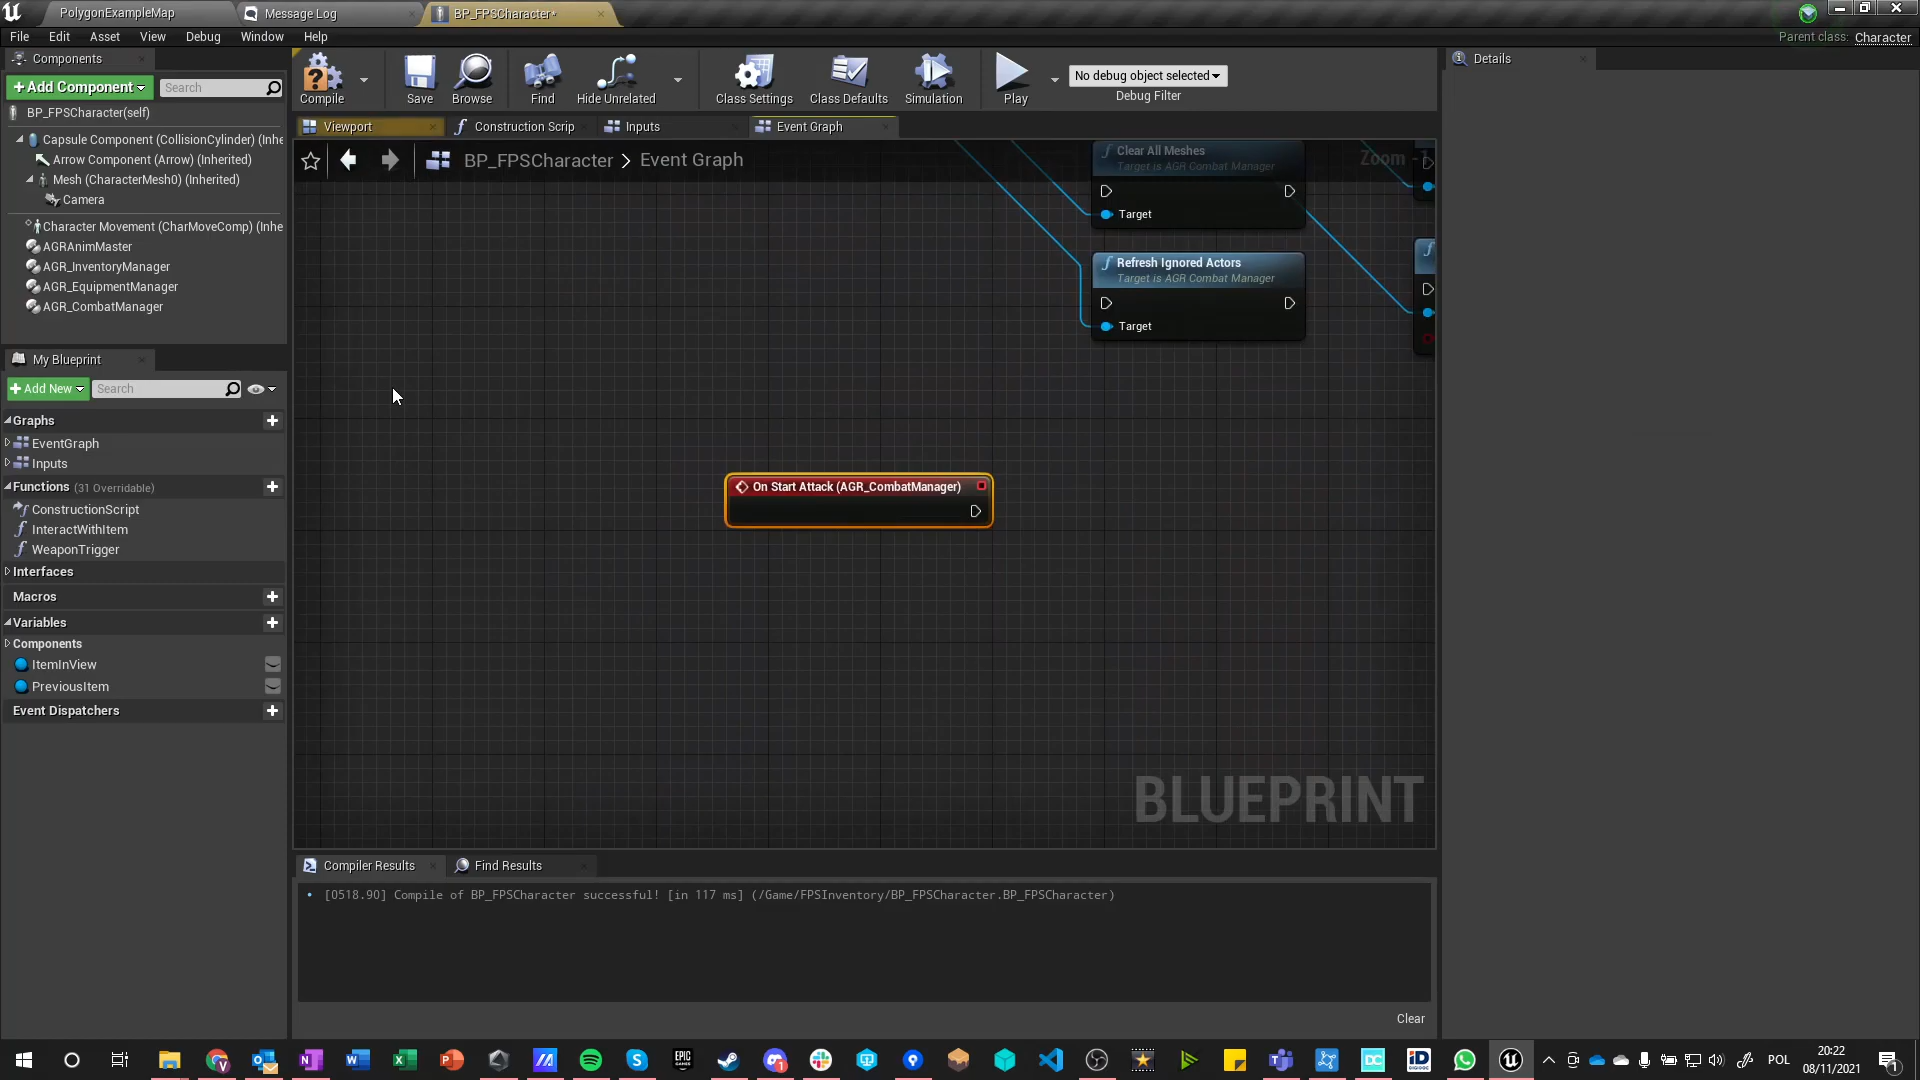 PolygonExampleMap
Message Log
BP_FPSCharacter*
File Edit Asset View Debug Window Help
Parent class: Character
Components
+Add Component
Search
BP_FPSCharacter(self)
Capsule Component (CollisionCylinder) (Inhe
Arrow Component (Arrow) (Inherited)
Mesh (CharacterMesh0) (Inherited)
Camera
Character Movement (CharMoveComp) (Inhe
AGRAnimMaster
AGR_InventoryManager
AGR_EquipmentManager
AGR_CombatManager
My Blueprint
+Add New
Search
Graphs
EventGraph
Inputs
Functions (31 Overridable)
ConstructionScript
InteractWithItem
WeaponTrigger
Interfaces
Macros
Variables
Components
ItemInView
PreviousItem
Event Dispatchers
Compile
Save
Browse
Find
Hide Unrelated
Class Settings
Class Defaults
Simulation
Play
No debug object selected
Debug Filter
Viewport
Construction Scrip
Inputs
Event Graph
BP_FPSCharacter > Event Graph
Zoom -1
Clear All Meshes
Target is AGR Combat Manager
Target
Refresh Ignored Actors
Target is AGR Combat Manager
Target
On Start Attack (AGR_CombatManager)
BLUEPRINT
Compiler Results
Find Results
[0518.90] Compile of BP_FPSCharacter successful! [in 117 ms] (/Game/FPSInventory/BP_FPSCharacter.BP_FPSCharacter)
Clear
Details
POL
20:22
08/11/2021